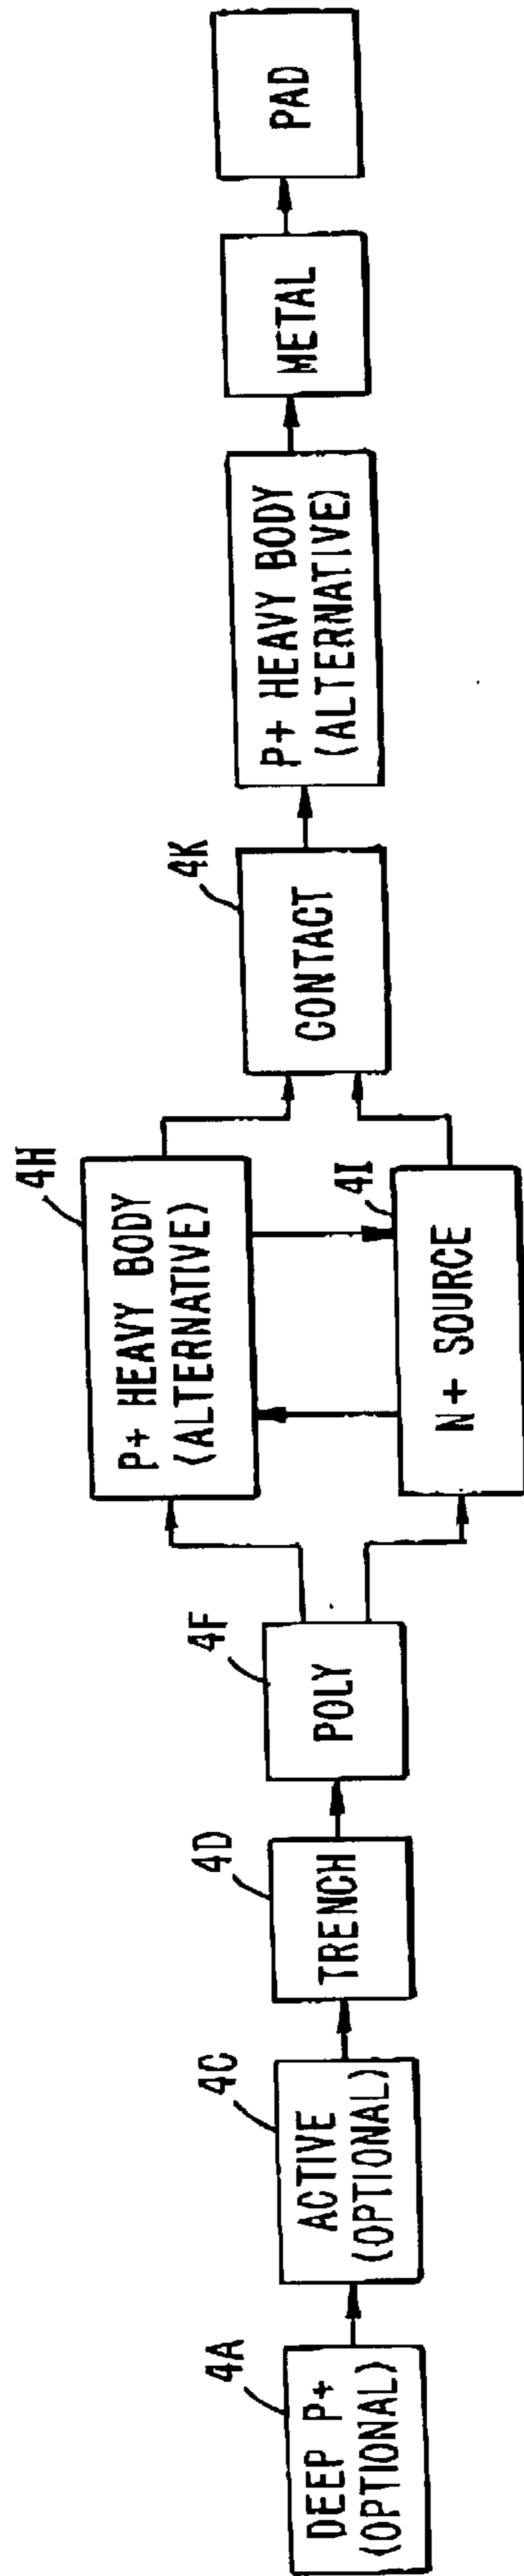 4A
DEEP P+
(OPTIONAL)
4C
ACTIVE
(OPTIONAL)
4D
TRENCH
4F
POLY
4H
P+ HEAVY BODY
(ALTERNATIVE)
4I
N+ SOURCE
4K
CONTACT
P+ HEAVY BODY
(ALTERNATIVE)
METAL
PAD